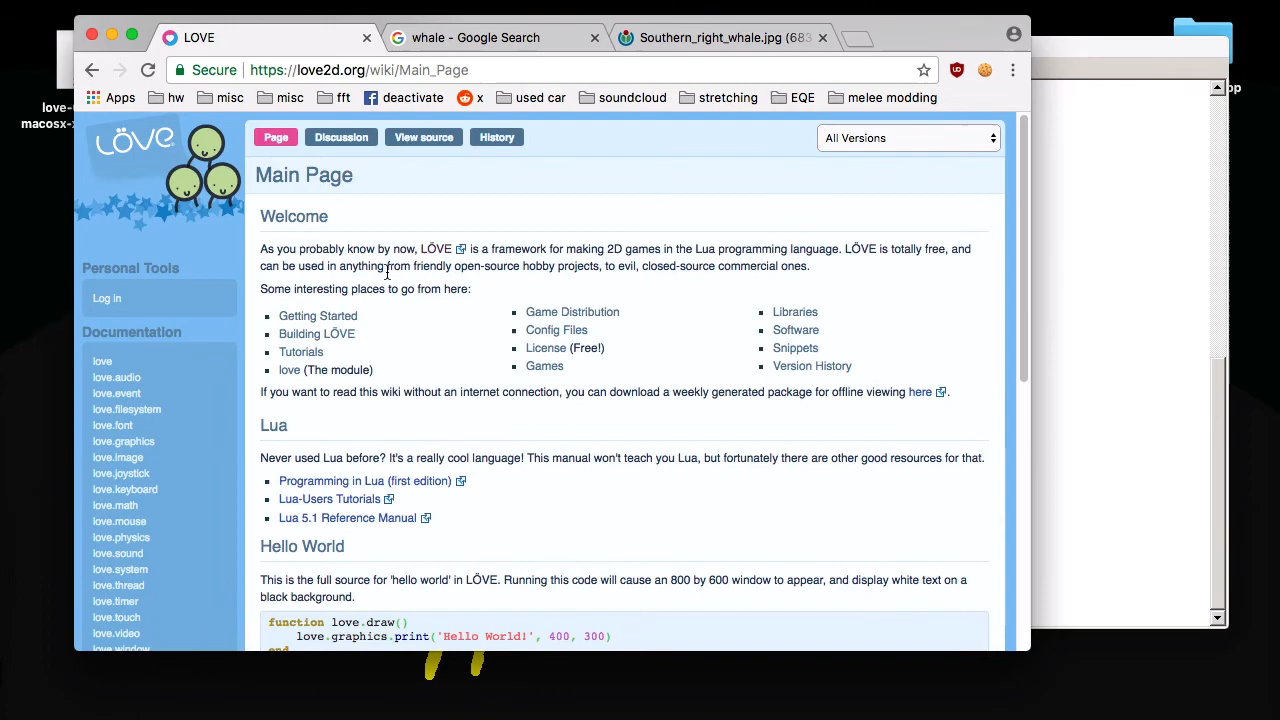 LOVE
whale - Google Search
Southern_right_whale.jpg (683
Secure
https://love2d.org/wiki/Main_Page
Apps
hw
misc
misc
fft
deactivate
x
used car
soundcloud
stretching
EQE
melee modding
LÖVE
Page
Discussion
View source
History
All Versions
Main Page
Welcome
As you probably know by now, LÖVE is a framework for making 2D games in the Lua programming language. LÖVE is totally free, and
can be used in anything from friendly open-source hobby projects, to evil, closed-source commercial ones.
Some interesting places to go from here:
Getting Started
Building LÖVE
Tutorials
love (The module)
Game Distribution
Config Files
License (Free!)
Games
Libraries
Software
Snippets
Version History
If you want to read this wiki without an internet connection, you can download a weekly generated package for offline viewing here.
Lua
Never used Lua before? It's a really cool language! This manual won't teach you Lua, but fortunately there are other good resources for that.
Programming in Lua (first edition)
Lua-Users Tutorials
Lua 5.1 Reference Manual
Hello World
This is the full source for 'hello world' in LÖVE. Running this code will cause an 800 by 600 window to appear, and display white text on a
black background.
function love.draw()
love.graphics.print('Hello World!', 400, 300)
end
Personal Tools
Log in
Documentation
love
love.audio
love.event
love.filesystem
love.font
love.graphics
love.image
love.joystick
love.keyboard
love.math
love.mouse
love.physics
love.sound
love.system
love.thread
love.timer
love.touch
love.video
love.window